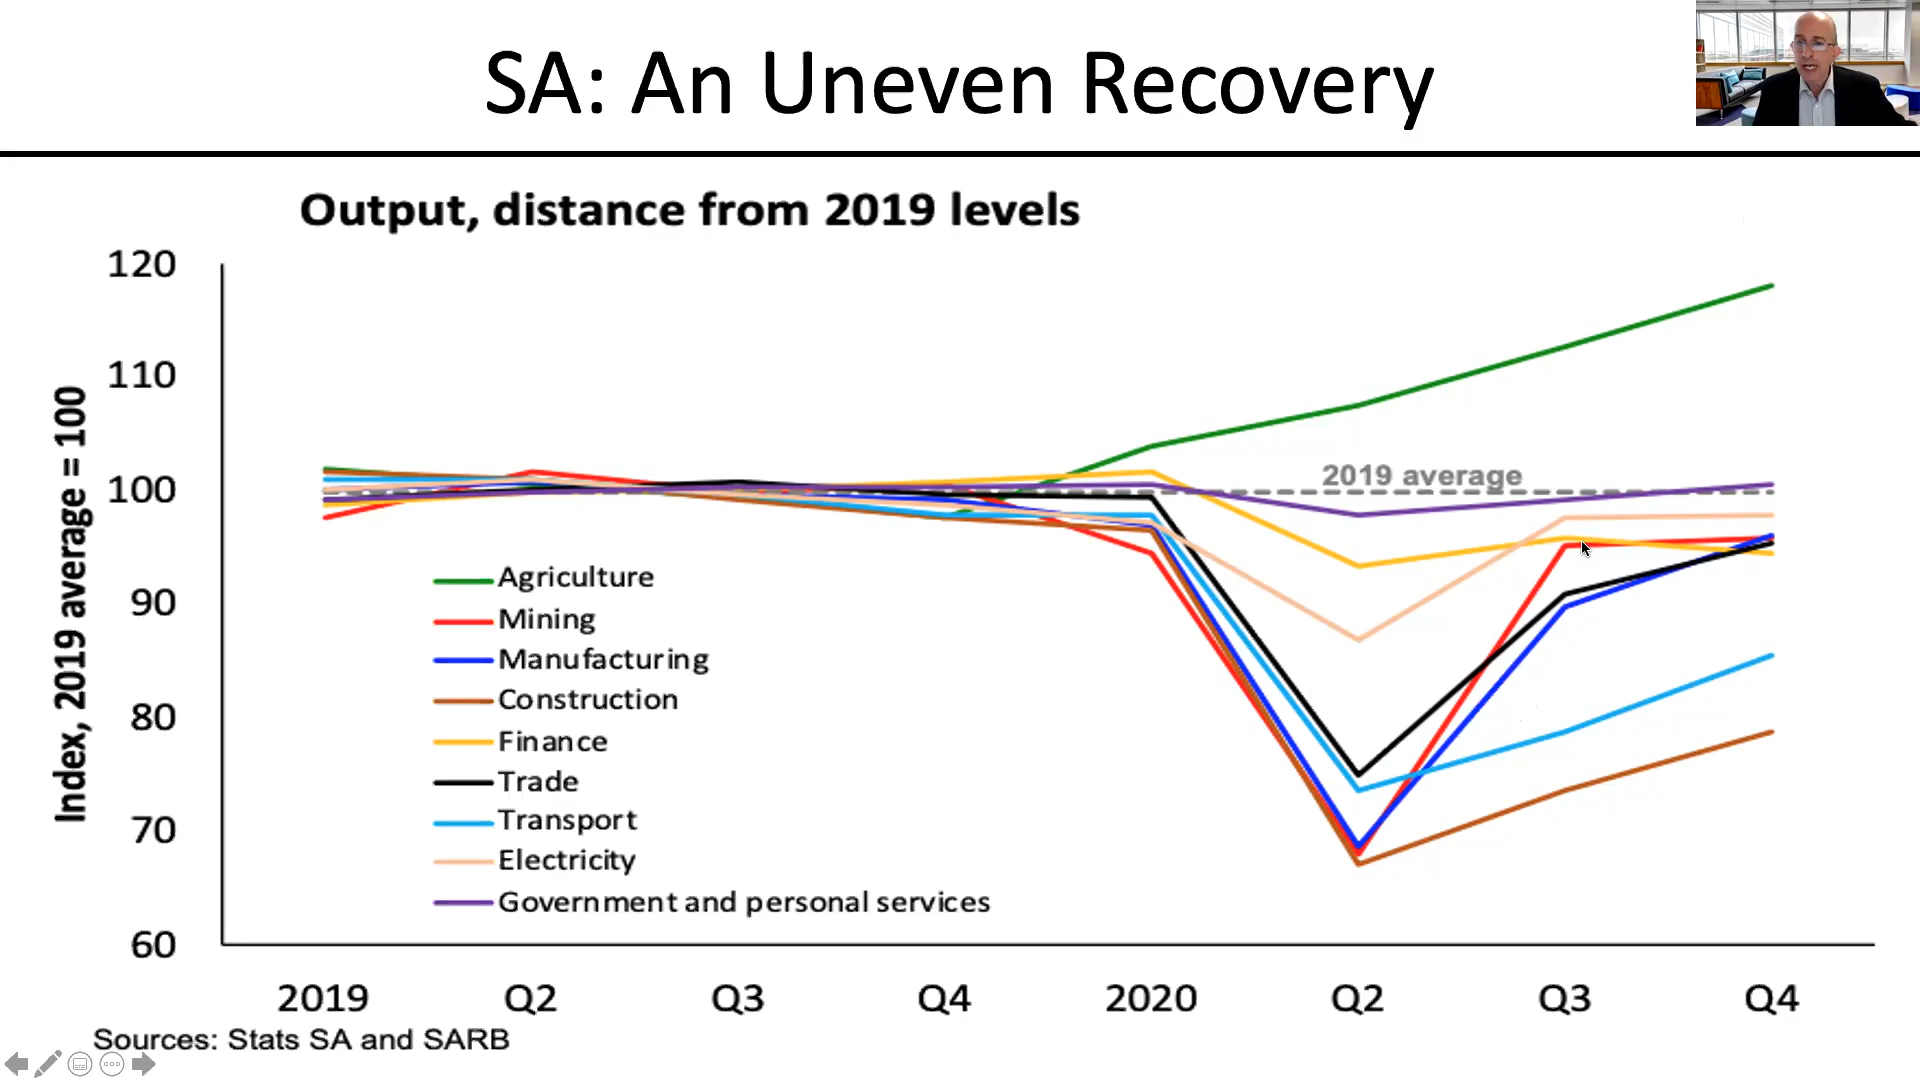 SA: An Uneven Recovery
Output, distance from 2019 levels
Index, 2019 average = 100
120
110
100
90
80
70
60
2019 average
Agriculture
Mining
Manufacturing
Construction
Finance
Trade
Transport
Electricity
Government and personal services
2019 Q2 Q3 Q4 2020 Q2 Q3 Q4
Sources: Stats SA and SARB